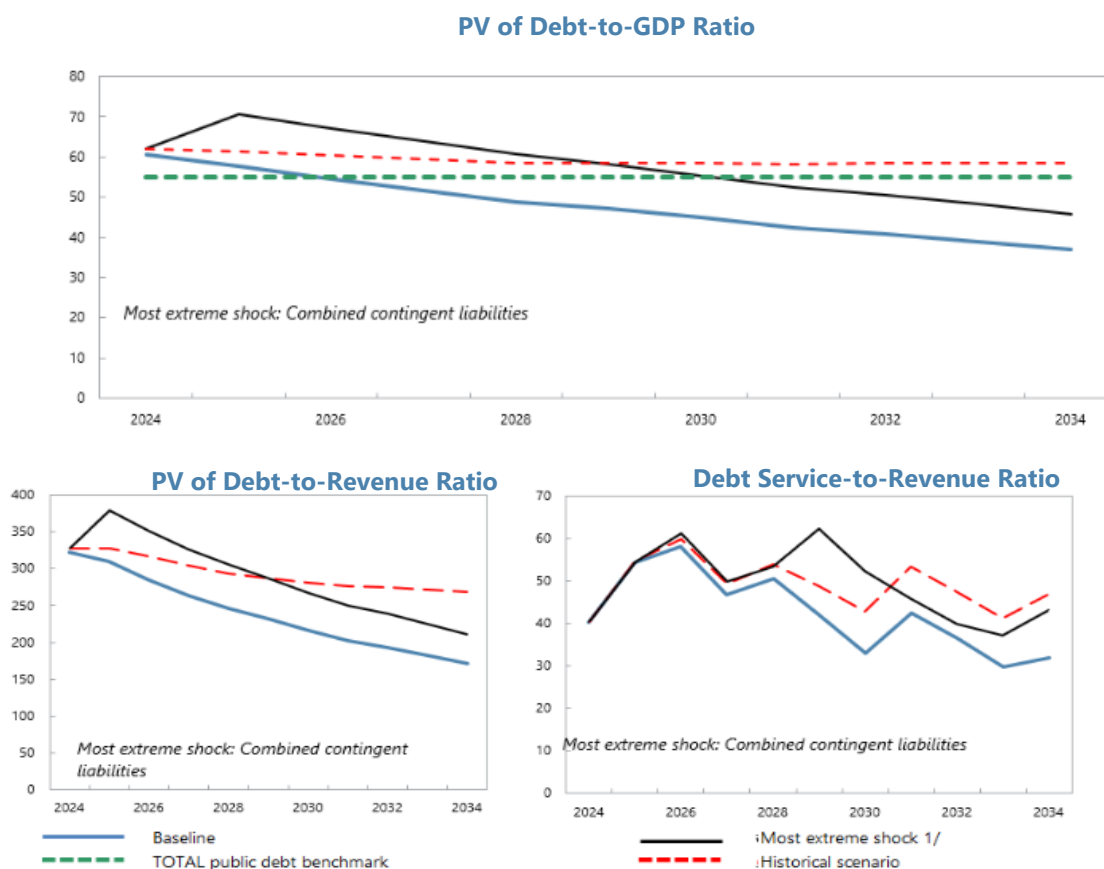 PV of Debt-to-GDP Ratio
80
70
60
50
40
30
20
10
0
Most extreme shock: Combined contingent liabilities
2024 2026 2028 2030 2032 2034
PV of Debt-to-Revenue Ratio
400
350
300
250
200
150
100
50
0
Most extreme shock: Combined contingent
liabilities
2024 2026 2028 2030 2032 2034
Debt Service-to-Revenue Ratio
70
60
50
40
30
20
10
0
Most extreme shock: Combined contingent liabilities
2024 2026 2028 2030 2032 2034
Baseline
TOTAL public debt benchmark
Most extreme shock 1/
Historical scenario